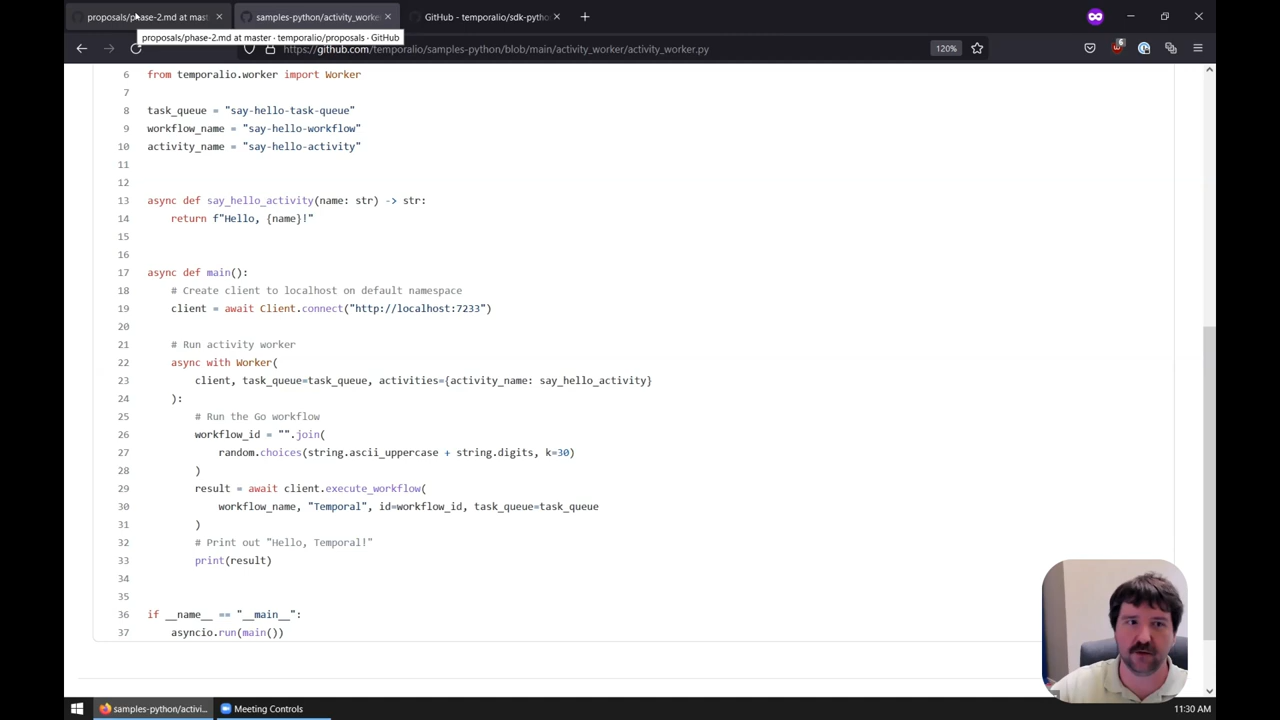 proposals/phase-2.md at mast
samples-python/activity_worke
GitHub - temporalio/sdk-pytho
proposals/phase-2.md at master · temporalio/proposals · GitHub
https://github.com/temporalio/samples-python/blob/main/activity_worker/activity_worker.py
120%
6
6 from temporalio.worker import Worker
7
8 task_queue = "say-hello-task-queue"
9 workflow_name = "say-hello-workflow"
10 activity_name = "say-hello-activity"
11
12
13 async def say_hello_activity(name: str) -> str:
14 return f"Hello, {name}!"
15
16
17 async def main():
18 # Create client to localhost on default namespace
19 client = await Client.connect("http://localhost:7233")
20
21 # Run activity worker
22 async with Worker(
23 client, task_queue=task_queue, activities={activity_name: say_hello_activity}
24 ):
25 # Run the Go workflow
26 workflow_id = "".join(
27 random.choices(string.ascii_uppercase + string.digits, k=30)
28 )
29 result = await client.execute_workflow(
30 workflow_name, "Temporal", id=workflow_id, task_queue=task_queue
31 )
32 # Print out "Hello, Temporal!"
33 print(result)
34
35
36 if __name__ == "__main__":
37 asyncio.run(main())
samples-python/activi...
Meeting Controls
11:30 AM